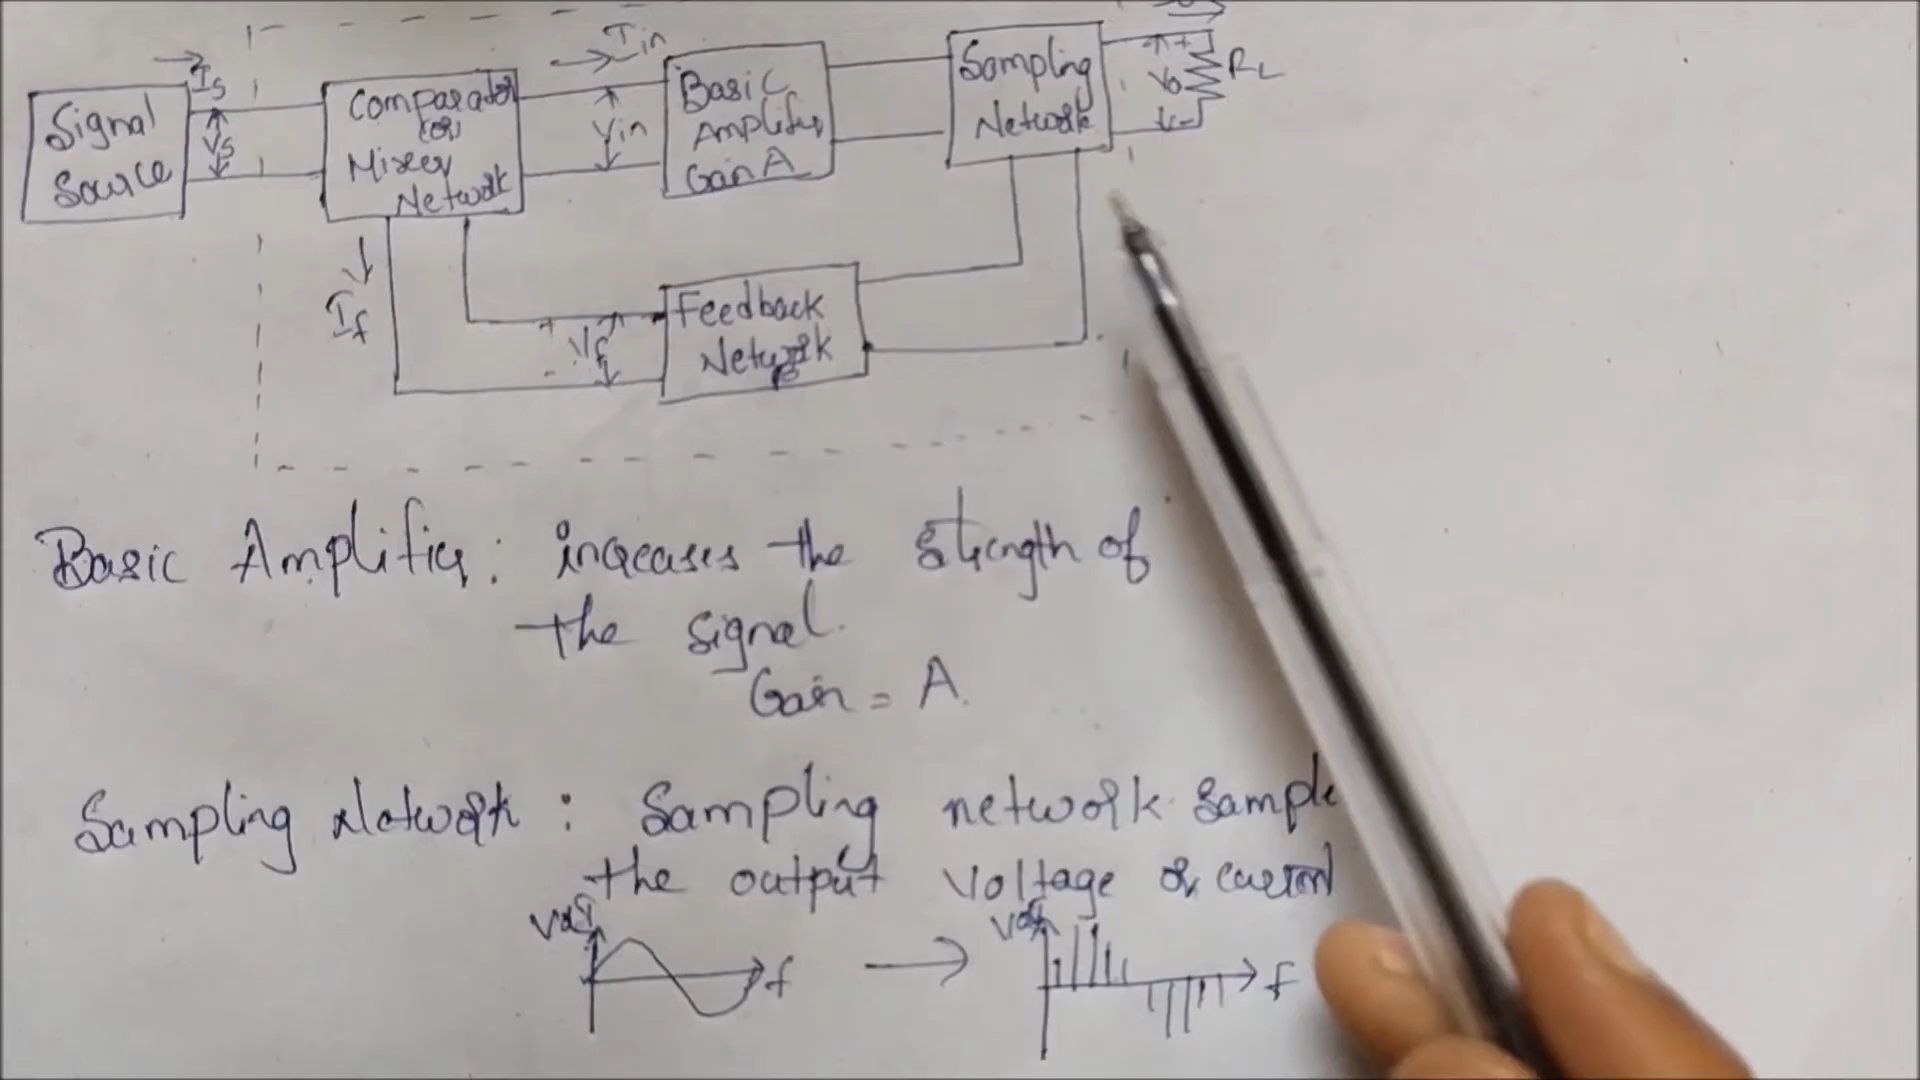 Signal
Source
Is
Vs
Comparator
(or)
Mixer
Network
Iin
Vin
Basic
Amplifier
Gain A
Sampling
Network
+
Vo
-
RL
If
+
Vf
-
Feedback
Network
β
Basic Amplifier: increases the strength of
the signal.
Gain = A.
Sampling Network : Sampling network sample
the output voltage or current
f
f